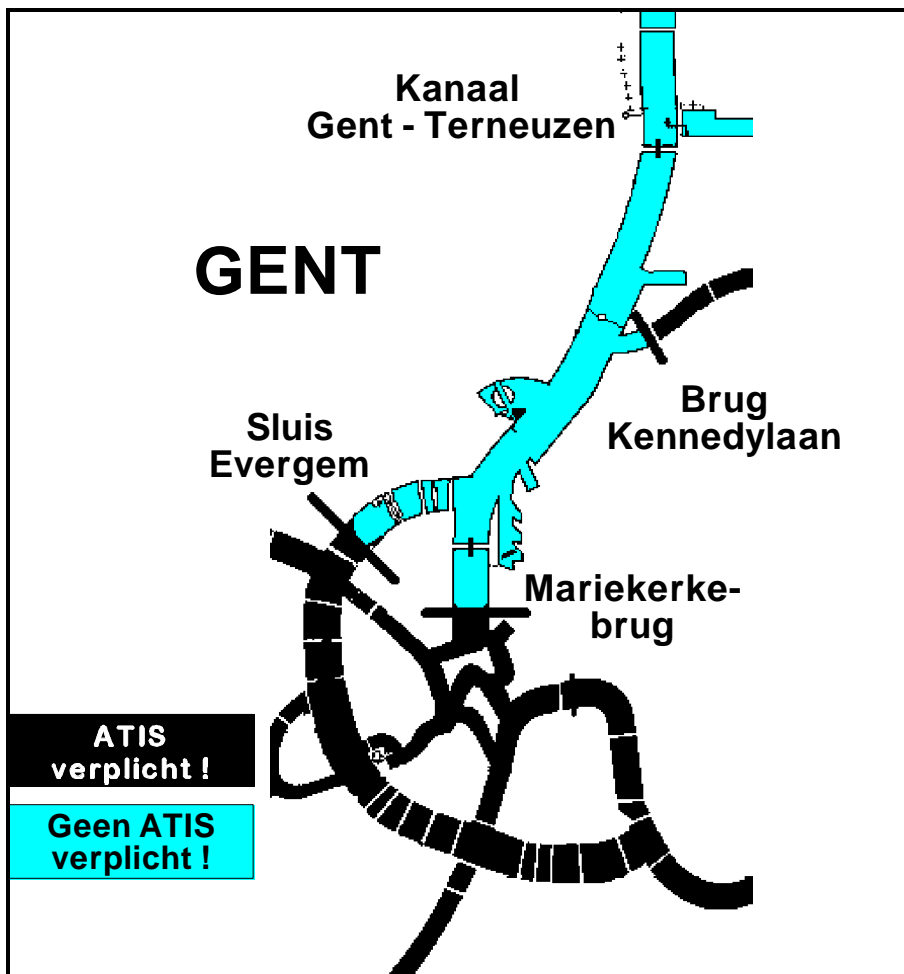 Kanaal
Gent - Terneuzen
GENT
Brug
Kennedylaan
Sluis
Evergem
Mariekerke-
brug
ATIS
verplicht !
Geen ATIS
verplicht !